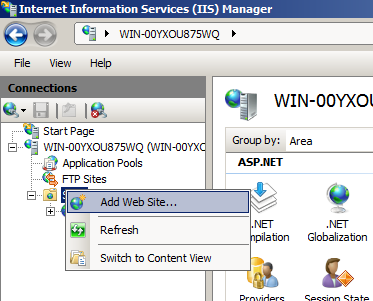 Internet Information Services (IIS) Manager
WIN-00YXOU875WQ
File View Help
Connections
Start Page
WIN-00YXOU875WQ (WIN-00YXO
Application Pools
FTP Sites
Add Web Site...
Refresh
Switch to Content View
WIN-00YXOU
Group by: Area
ASP.NET
.NET
mpilation
.NET
Globalization
Providers
Session State